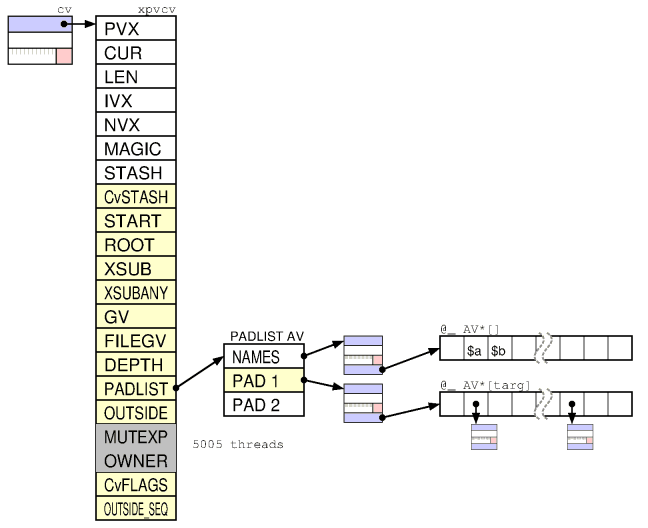 cv
xpvcv
PVX
CUR
LEN
IVX
NVX
MAGIC
STASH
CvSTASH
START
ROOT
XSUB
XSUBANY
GV
FILEGV
DEPTH
PADLIST
OUTSIDE
MUTEXP
OWNER
CvFLAGS
OUTSIDE_SEQ
5005 threads
PADLIST AV
NAMES
PAD 1
PAD 2
@_ AV*[]
$a $b
@_ AV*[targ]